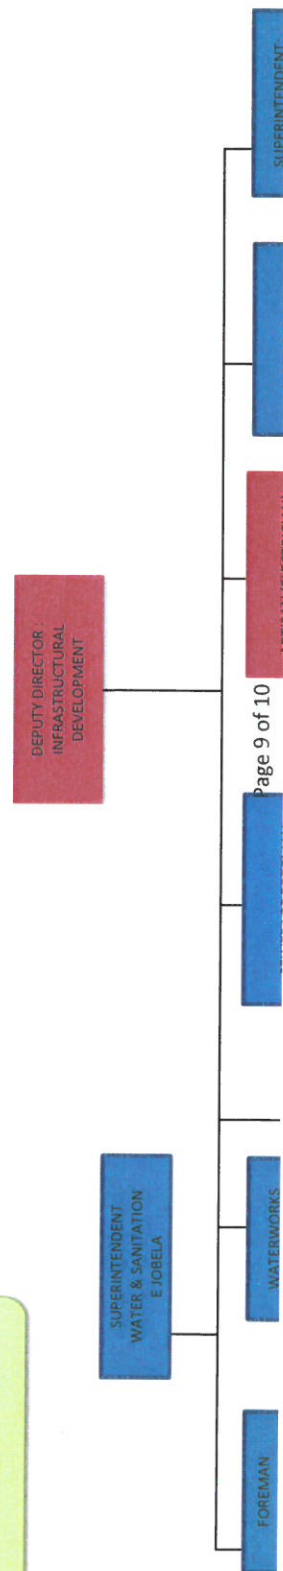 DEPUTY DIRECTOR :
INFRASTRUCTURAL
DEVELOPMENT
SUPERINTENDENT
WATER & SANITATION
E JOBELA
FOREMAN
WATERWORKS
Page 9 of 10
SUPERINTENDENT: